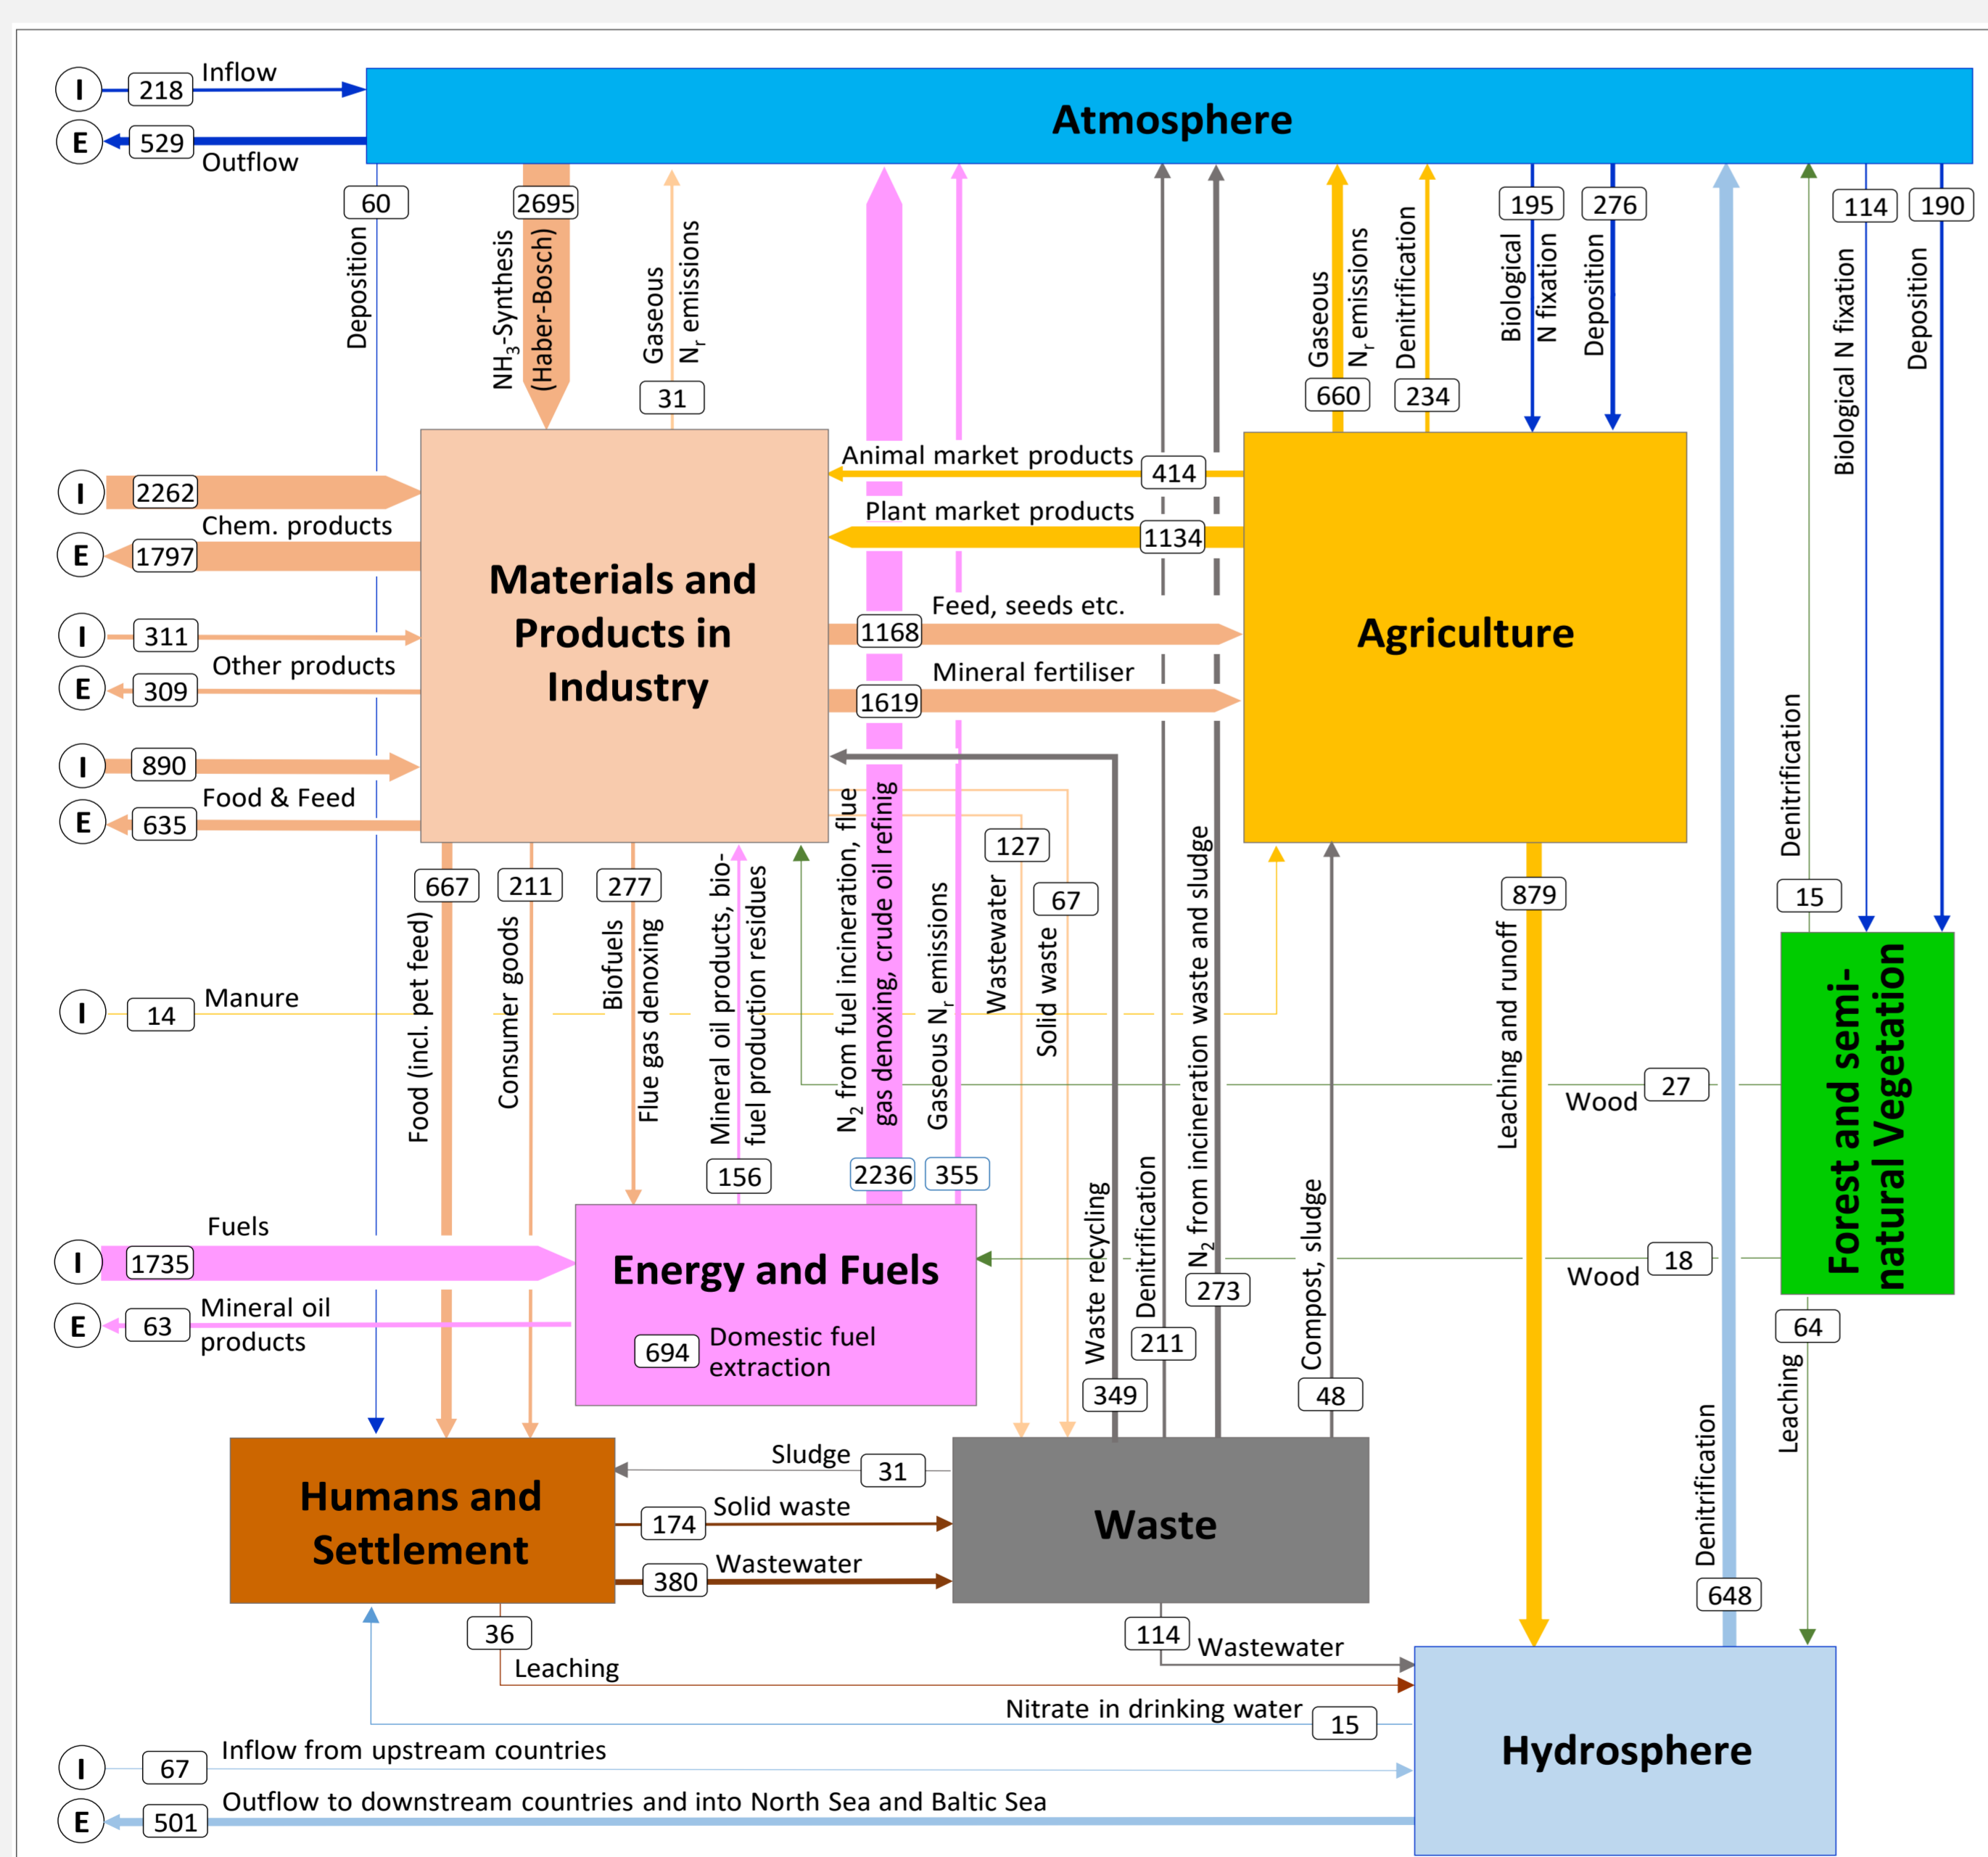 I
218
Inflow
E
529
Outflow
Atmosphere
60
Deposition
2695
NH₃-Synthesis
(Haber-Bosch)
31
Gaseous
Nᵣ emissions
660
Gaseous
Nᵣ emissions
234
Denitrification
195
Biological
N fixation
276
Deposition
114
Biological N fixation
190
Deposition
I
2262
Chem. products
E
1797
I
311
Other products
E
309
I
890
Food & Feed
E
635
Materials and
Products in
Industry
Animal market products
414
Plant market products
1134
Feed, seeds etc.
1168
Mineral fertiliser
1619
Agriculture
Denitrification
15
667
Food (incl. pet feed)
211
Consumer goods
277
Biofuels
Flue gas denoxing
Mineral oil products, bio-
fuel production residues
156
N₂ from fuel incineration, flue
gas denoxing, crude oil refinig
2236
Gaseous Nᵣ emissions
355
127
Wastewater
67
Solid waste
Waste recycling
349
Denitrification
211
N₂ from incineration waste and sludge
273
Compost, sludge
48
879
Leaching and runoff
I
14
Manure
27
Wood
18
Wood
Forest and semi-
natural Vegetation
64
Leaching
Denitrification
648
I
1735
Fuels
E
63
Mineral oil
products
Energy and Fuels
694
Domestic fuel
extraction
Humans and
Settlement
Sludge
31
Solid waste
174
Wastewater
380
Waste
36
Leaching
114
Wastewater
Nitrate in drinking water
15
Hydrosphere
I
67
Inflow from upstream countries
E
501
Outflow to downstream countries and into North Sea and Baltic Sea